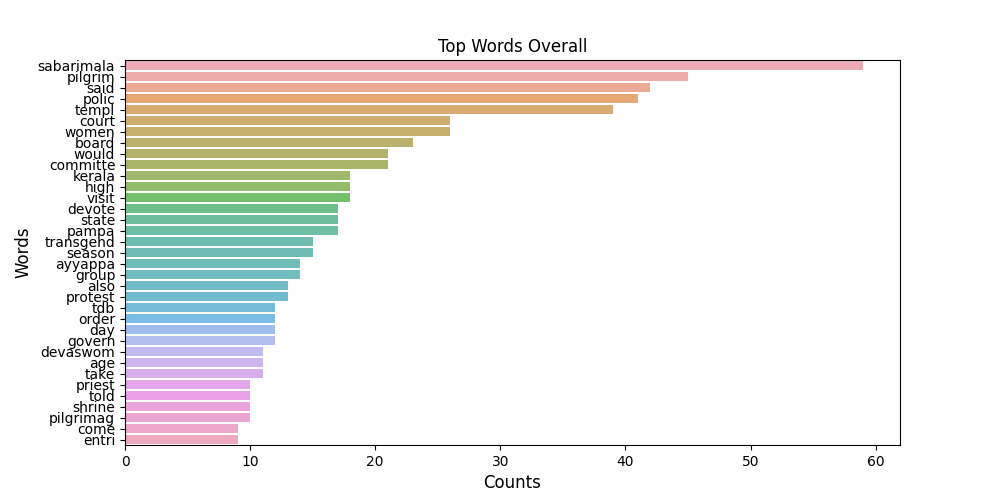 Top Words Overall
sabarimala
pilgrim
said
polic
templ
court
women
board
would
committe
kerala
high
visit
devote
state
pampa
transgend
season
ayyappa
group
also
protest
tdb
order
day
govern
devaswom
age
take
priest
told
shrine
pilgrimag
come
entri
Words
0 10 20 30 40 50 60
Counts